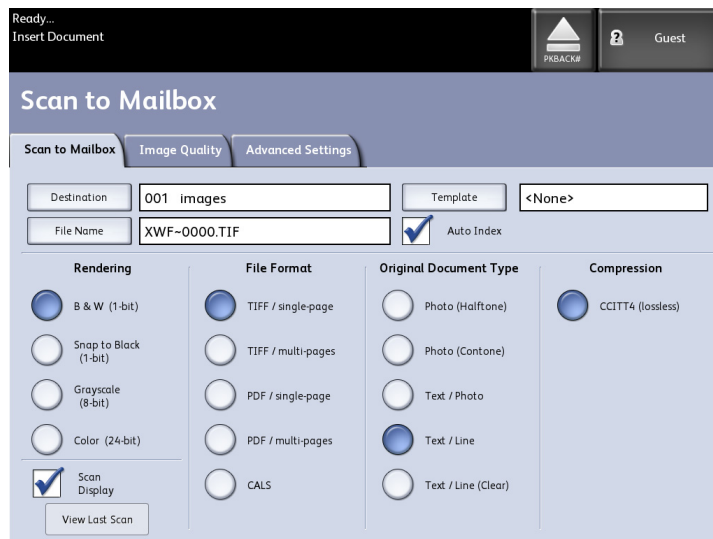 Ready...
Insert Document
PKBACK#
Guest
Scan to Mailbox
Scan to Mailbox
Image Quality
Advanced Settings
Destination
001 images
Template
<None>
File Name
XWF~0000.TIF
Auto Index
Rendering
B & W (1-bit)
Snap to Black
(1-bit)
Grayscale
(8-bit)
Color (24-bit)
Scan
Display
View Last Scan
File Format
TIFF / single-page
TIFF / multi-pages
PDF / single-page
PDF / multi-pages
CALS
Original Document Type
Photo (Halftone)
Photo (Contone)
Text / Photo
Text / Line
Text / Line (Clear)
Compression
CCITT4 (lossless)